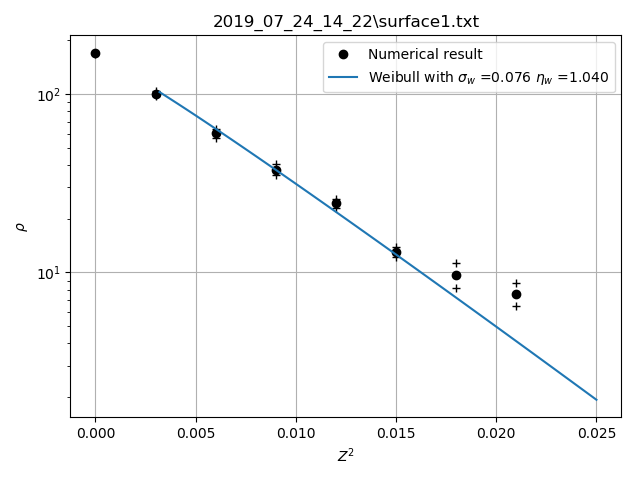 2019_07_24_14_22\surface1.txt
Numerical result
Weibull with σw =0.076 ηw =1.040
10²
10¹
ρ
0.000 0.005 0.010 0.015 0.020 0.025
Z²